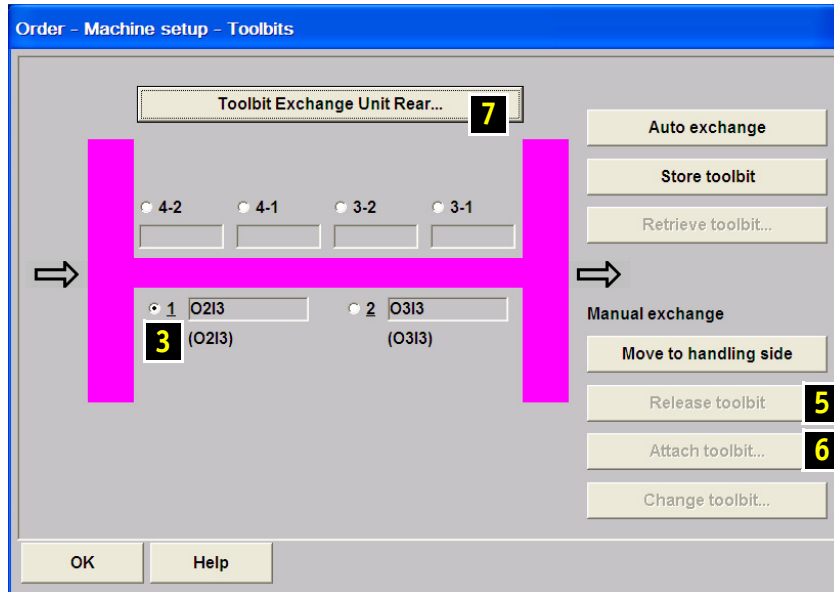 Order - Machine setup - Toolbits
Toolbit Exchange Unit Rear...
7
Auto exchange
Store toolbit
4-2 4-1 3-2 3-1
Retrieve toolbit...
1 O2I3 2 O3I3
3 (O2I3) (O3I3)
Manual exchange
Move to handling side
Release toolbit 5
Attach toolbit... 6
Change toolbit...
OK Help